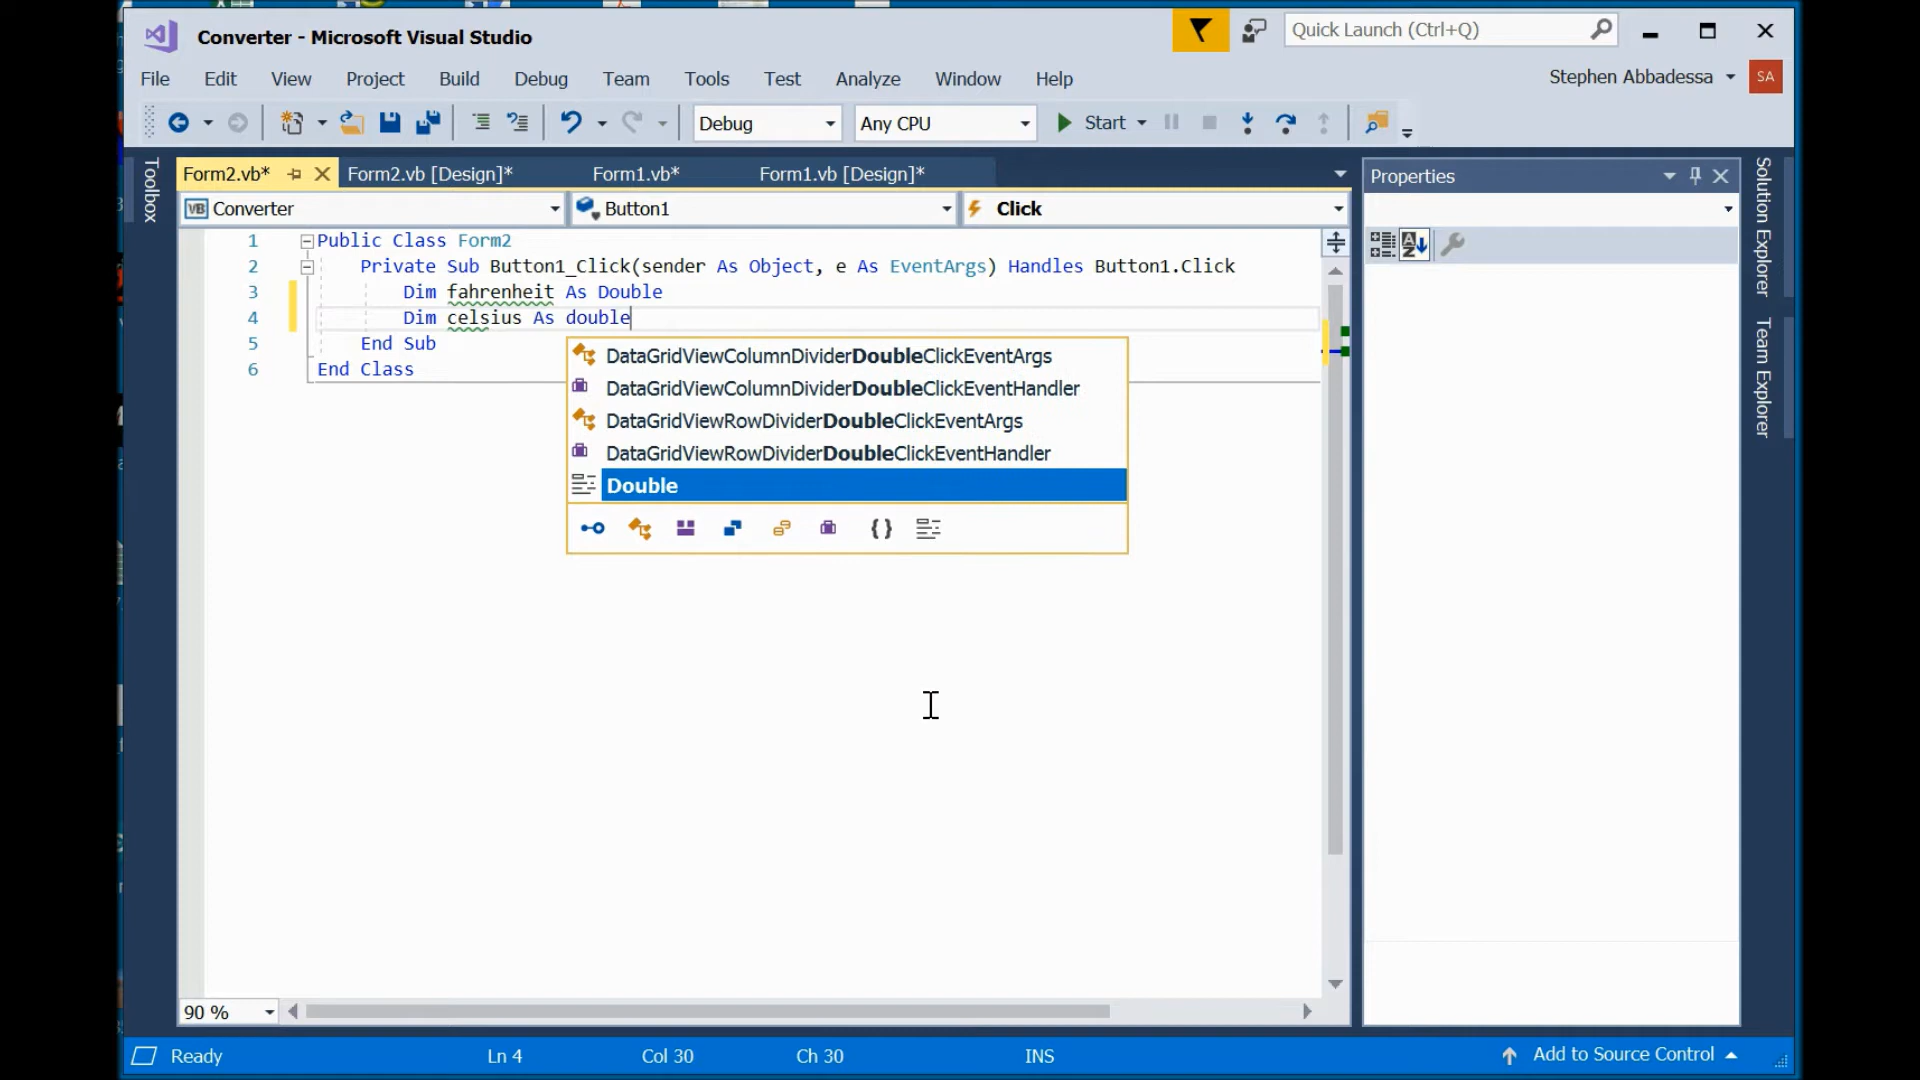 Converter - Microsoft Visual Studio
Quick Launch (Ctrl+Q)
File Edit View Project Build Debug Team Tools Test Analyze Window Help
Stephen Abbadessa
SA
Debug
Any CPU
Start
Toolbox
Form2.vb*
Form2.vb [Design]*
Form1.vb*
Form1.vb [Design]*
VB Converter
Button1
Click
1 Public Class Form2
2 Private Sub Button1_Click(sender As Object, e As EventArgs) Handles Button1.Click
3 Dim fahrenheit As Double
4 Dim celsius As double
5 End Sub
6 End Class
DataGridViewColumnDividerDoubleClickEventArgs
DataGridViewColumnDividerDoubleClickEventHandler
DataGridViewRowDividerDoubleClickEventArgs
DataGridViewRowDividerDoubleClickEventHandler
Double
Properties
Solution Explorer
Team Explorer
90 %
Ready
Ln 4
Col 30
Ch 30
INS
Add to Source Control